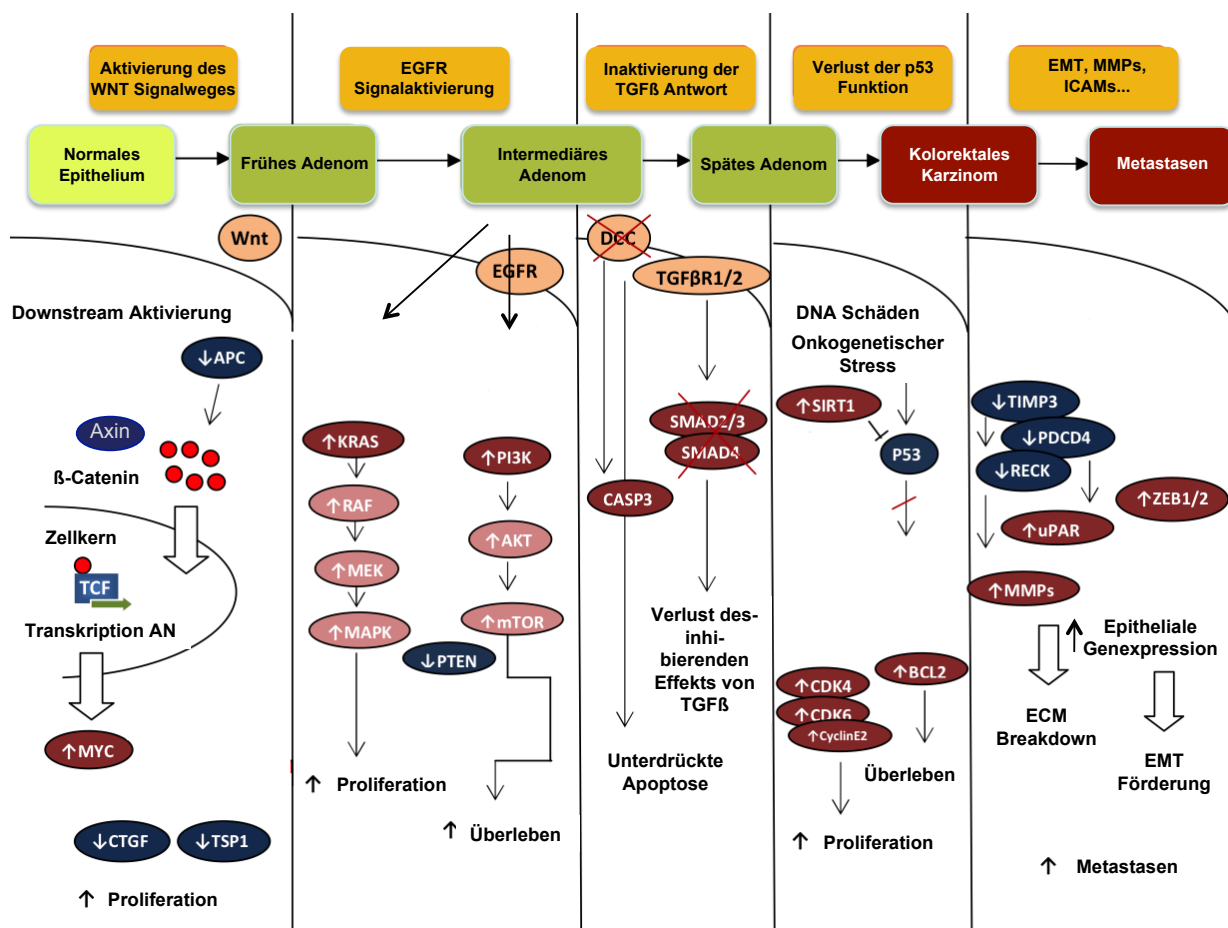 Aktivierung des
WNT Signalweges
EGFR
Signalaktivierung
Inaktivierung der
TGFß Antwort
Verlust der p53
Funktion
EMT, MMPs,
ICAMs...
Normales
Epithelium
Frühes Adenom
Intermediäres
Adenom
Spätes Adenom
Kolorektales
Karzinom
Metastasen
Wnt
Downstream Aktivierung
↓APC
Axin
ß-Catenin
Zellkern
TCF
Transkription AN
↑MYC
↓CTGF
↓TSP1
↑ Proliferation
EGFR
↑KRAS
↑RAF
↑MEK
↑MAPK
↑PI3K
↑AKT
↑mTOR
↓PTEN
↑ Proliferation
↑ Überleben
DCC
TGFβR1/2
SMAD2/3
SMAD4
CASP3
Verlust des-
inhi-
bierenden
Effekts von
TGFß
Unterdrückte
Apoptose
DNA Schäden
Onkogenetischer
Stress
↑SIRT1
P53
↑CDK4
↑CDK6
↑CyclinE2
↑BCL2
Überleben
↑ Proliferation
↓TIMP3
↓PDCD4
↓RECK
↑ZEB1/2
↑uPAR
↑MMPs
↑ Epitheliale
Genexpression
ECM
Breakdown
EMT
Förderung
↑ Metastasen